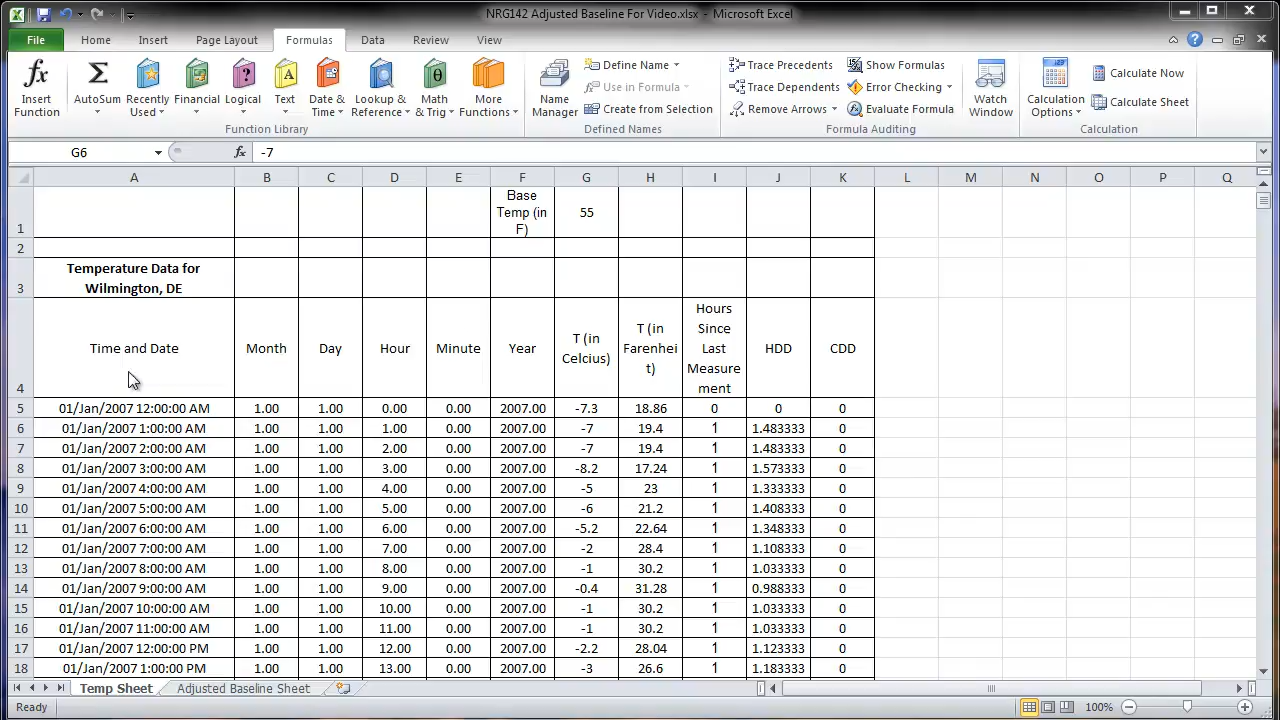 NRG142 Adjusted Baseline For Video.xlsx - Microsoft Excel
File Home Insert Page Layout Formulas Data Review View
Insert Function
AutoSum
Recently Used
Financial
Logical
Text
Date & Time
Lookup & Reference
Math & Trig
More Functions
Function Library
Name Manager
Define Name
Use in Formula
Create from Selection
Defined Names
Trace Precedents
Trace Dependents
Remove Arrows
Show Formulas
Error Checking
Evaluate Formula
Formula Auditing
Watch Window
Calculation Options
Calculate Now
Calculate Sheet
Calculation
G6 fx -7
A B C D E F G H I J K L M N O P Q
1 Base Temp (in F) 55
2
3 Temperature Data for Wilmington, DE
4 Time and Date Month Day Hour Minute Year T (in Celcius) T (in Farenheit) Hours Since Last Measurement HDD CDD
5 01/Jan/2007 12:00:00 AM 1.00 1.00 0.00 0.00 2007.00 -7.3 18.86 0 0 0
6 01/Jan/2007 1:00:00 AM 1.00 1.00 1.00 0.00 2007.00 -7 19.4 1 1.483333 0
7 01/Jan/2007 2:00:00 AM 1.00 1.00 2.00 0.00 2007.00 -7 19.4 1 1.483333 0
8 01/Jan/2007 3:00:00 AM 1.00 1.00 3.00 0.00 2007.00 -8.2 17.24 1 1.573333 0
9 01/Jan/2007 4:00:00 AM 1.00 1.00 4.00 0.00 2007.00 -5 23 1 1.333333 0
10 01/Jan/2007 5:00:00 AM 1.00 1.00 5.00 0.00 2007.00 -6 21.2 1 1.408333 0
11 01/Jan/2007 6:00:00 AM 1.00 1.00 6.00 0.00 2007.00 -5.2 22.64 1 1.348333 0
12 01/Jan/2007 7:00:00 AM 1.00 1.00 7.00 0.00 2007.00 -2 28.4 1 1.108333 0
13 01/Jan/2007 8:00:00 AM 1.00 1.00 8.00 0.00 2007.00 -1 30.2 1 1.033333 0
14 01/Jan/2007 9:00:00 AM 1.00 1.00 9.00 0.00 2007.00 -0.4 31.28 1 0.988333 0
15 01/Jan/2007 10:00:00 AM 1.00 1.00 10.00 0.00 2007.00 -1 30.2 1 1.033333 0
16 01/Jan/2007 11:00:00 AM 1.00 1.00 11.00 0.00 2007.00 -1 30.2 1 1.033333 0
17 01/Jan/2007 12:00:00 PM 1.00 1.00 12.00 0.00 2007.00 -2.2 28.04 1 1.123333 0
18 01/Jan/2007 1:00:00 PM 1.00 1.00 13.00 0.00 2007.00 -3 26.6 1 1.183333 0
Temp Sheet Adjusted Baseline Sheet
Ready 100%